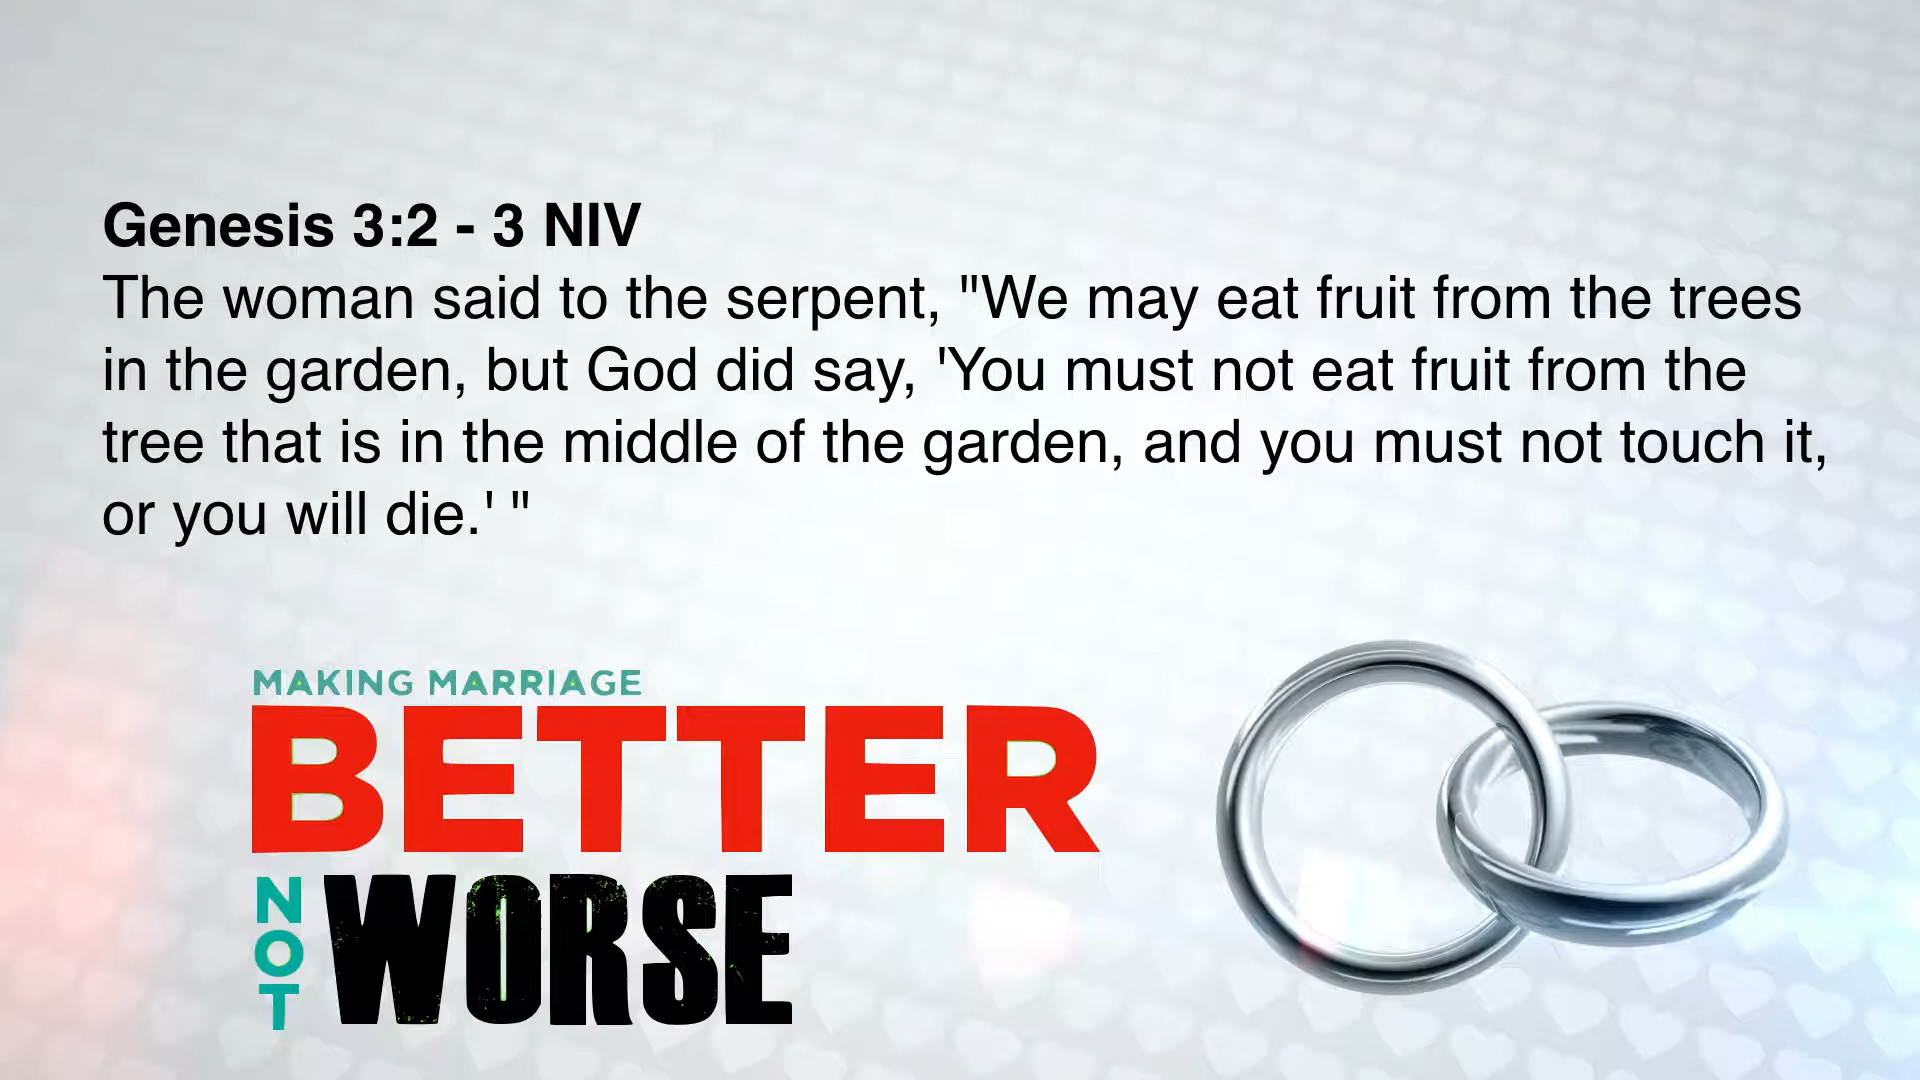 Genesis 3:2 - 3 NIV
The woman said to the serpent, "We may eat fruit from the trees
in the garden, but God did say, 'You must not eat fruit from the
tree that is in the middle of the garden, and you must not touch it,
or you will die.' "
MAKING MARRIAGE
BETTER
NOT
WORSE